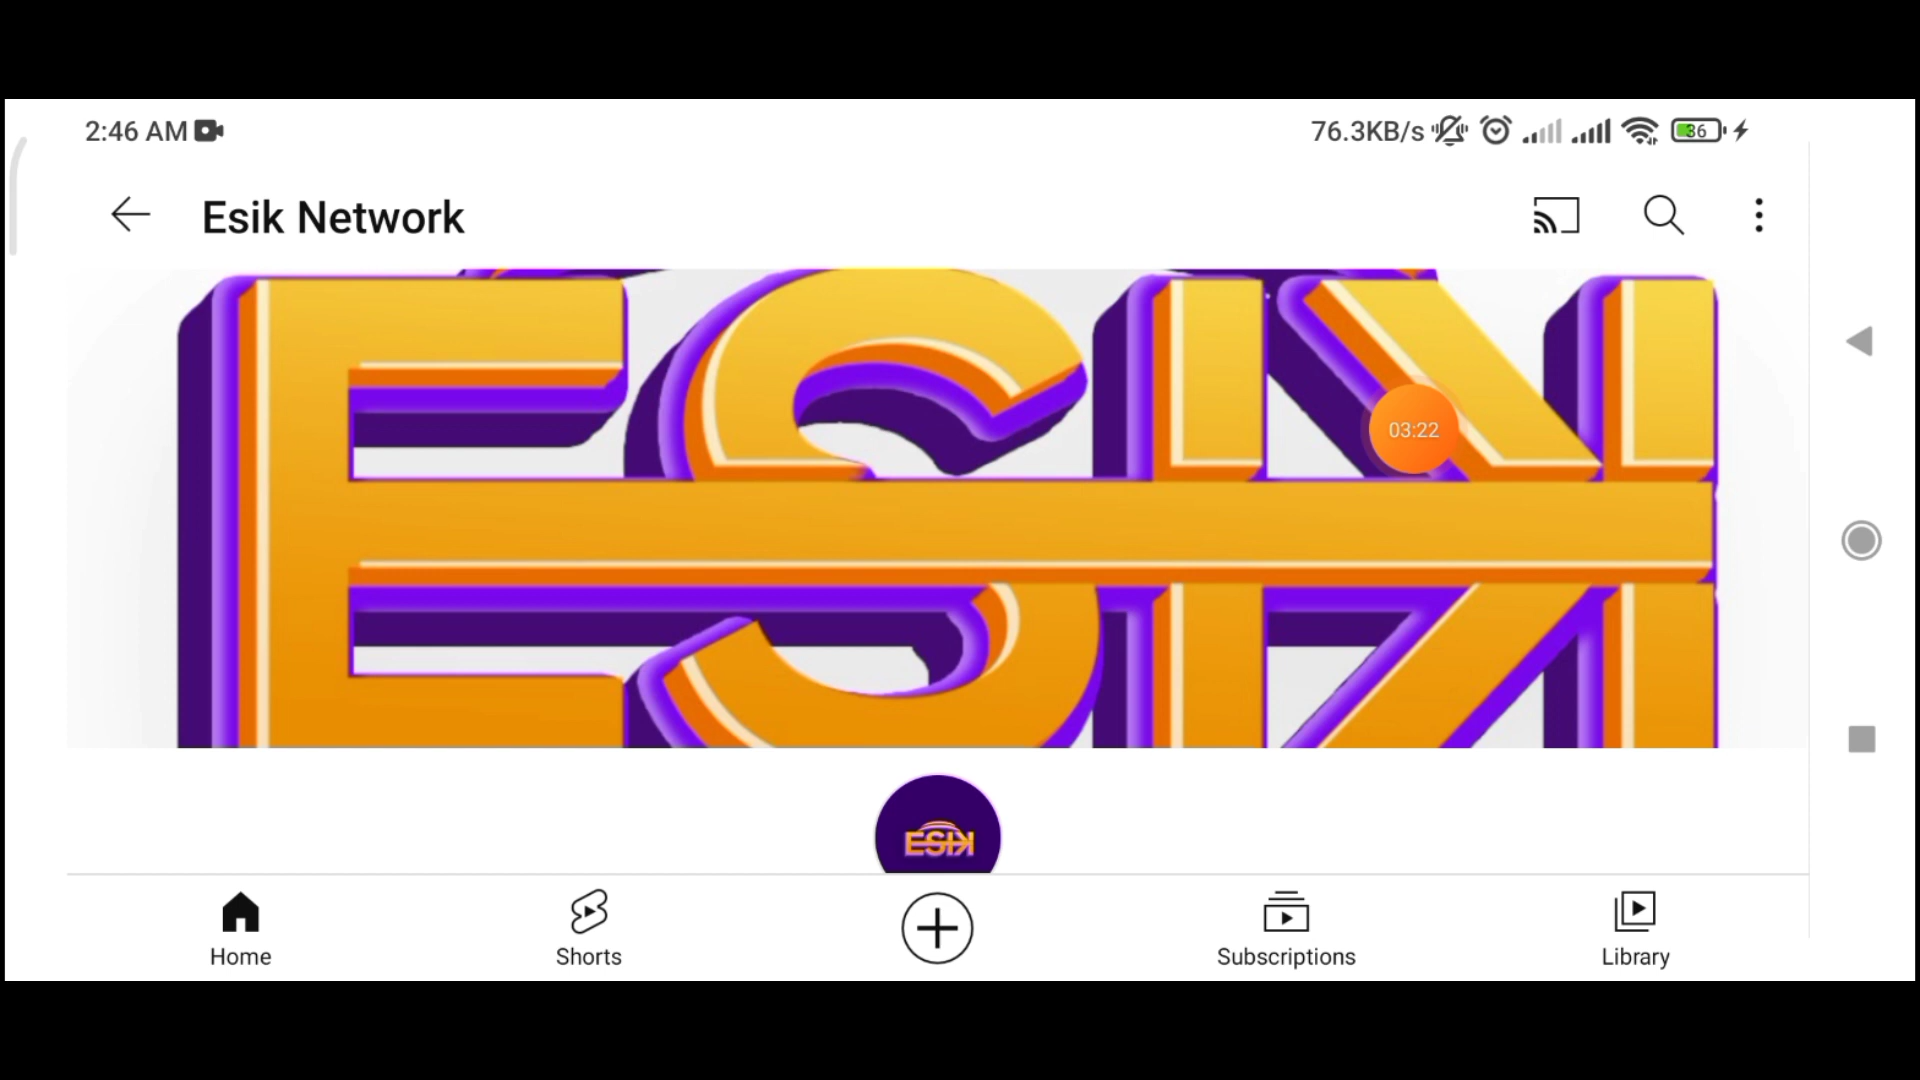 2:46 AM
76.3KB/s
36
Esik Network
ESIK
03:22
ESIK
Home
Shorts
Subscriptions
Library